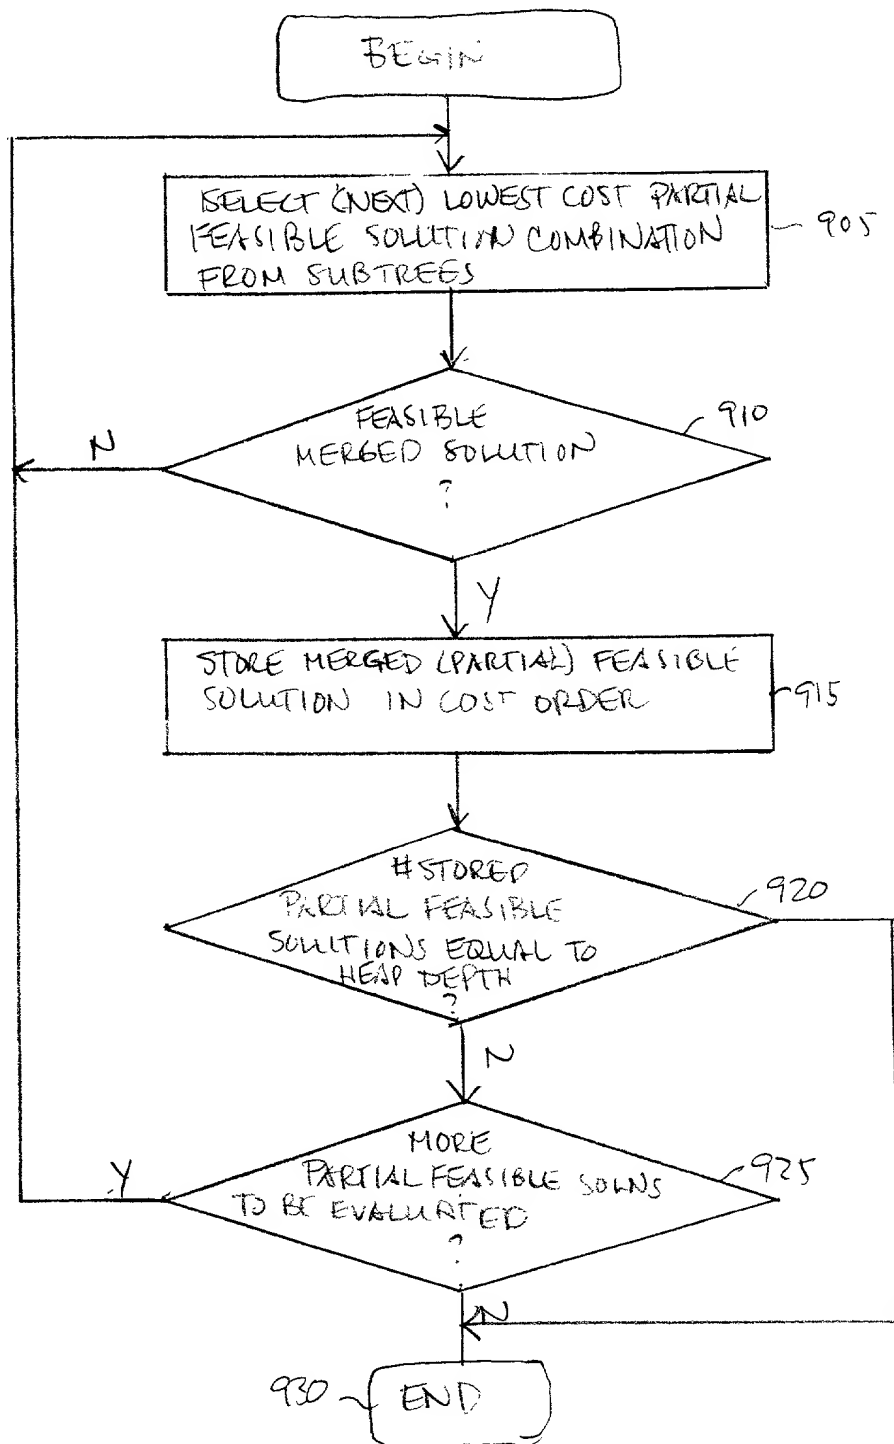 BEGIN
SELECT (NEXT) LOWEST COST PARTIAL
FEASIBLE SOLUTION COMBINATION
FROM SUBTREES
905
FEASIBLE
MERGED SOLUTION
?
910
N
Y
STORE MERGED (PARTIAL) FEASIBLE
SOLUTION IN COST ORDER
915
#STORED
PARTIAL FEASIBLE
SOLUTIONS EQUAL TO
HEAP DEPTH
?
920
N
MORE
PARTIAL FEASIBLE SOLNS
TO BE EVALUATED
?
925
Y
N
END
930